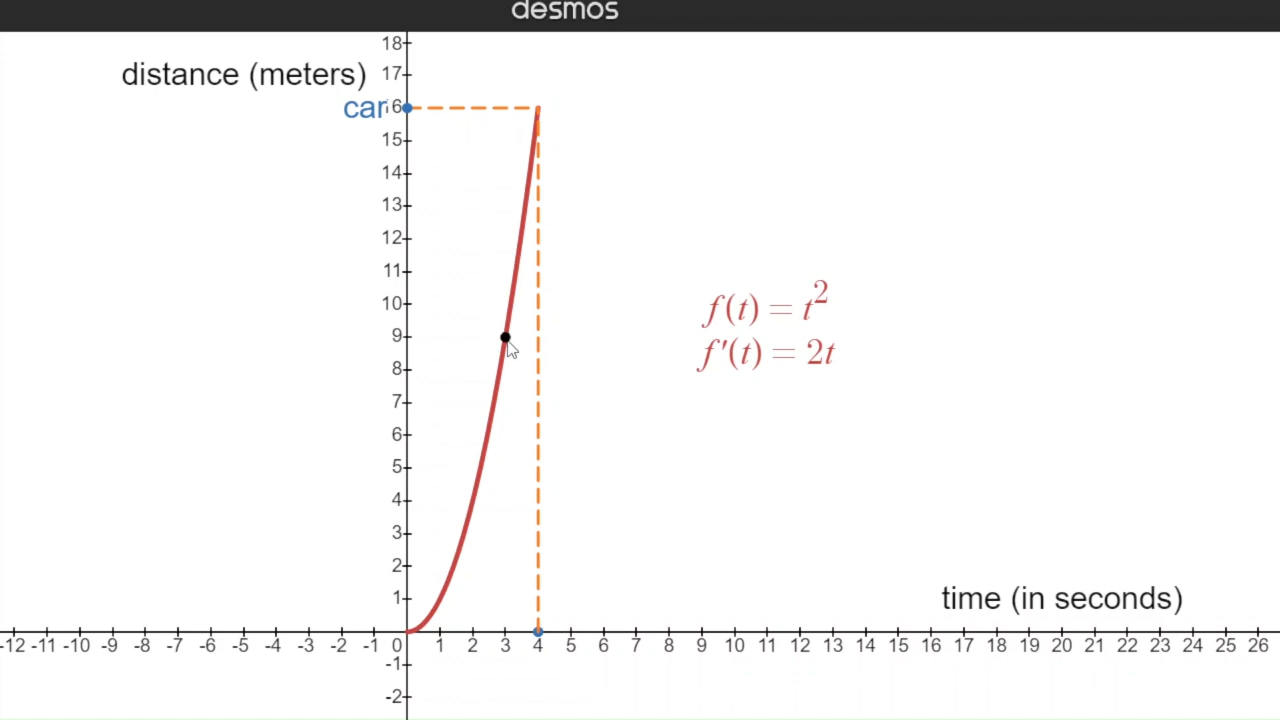 desmos
18
distance (meters)
17
car
16
15
14
13
12
11
10
f(t) = t²
9
f′(t) = 2t
8
7
6
5
4
3
2
1
time (in seconds)
-12 -11 -10 -9 -8 -7 -6 -5 -4 -3 -2 -1 0 1 2 3 4 5 6 7 8 9 10 11 12 13 14 15 16 17 18 19 20 21 22 23 24 25 26
-1
-2